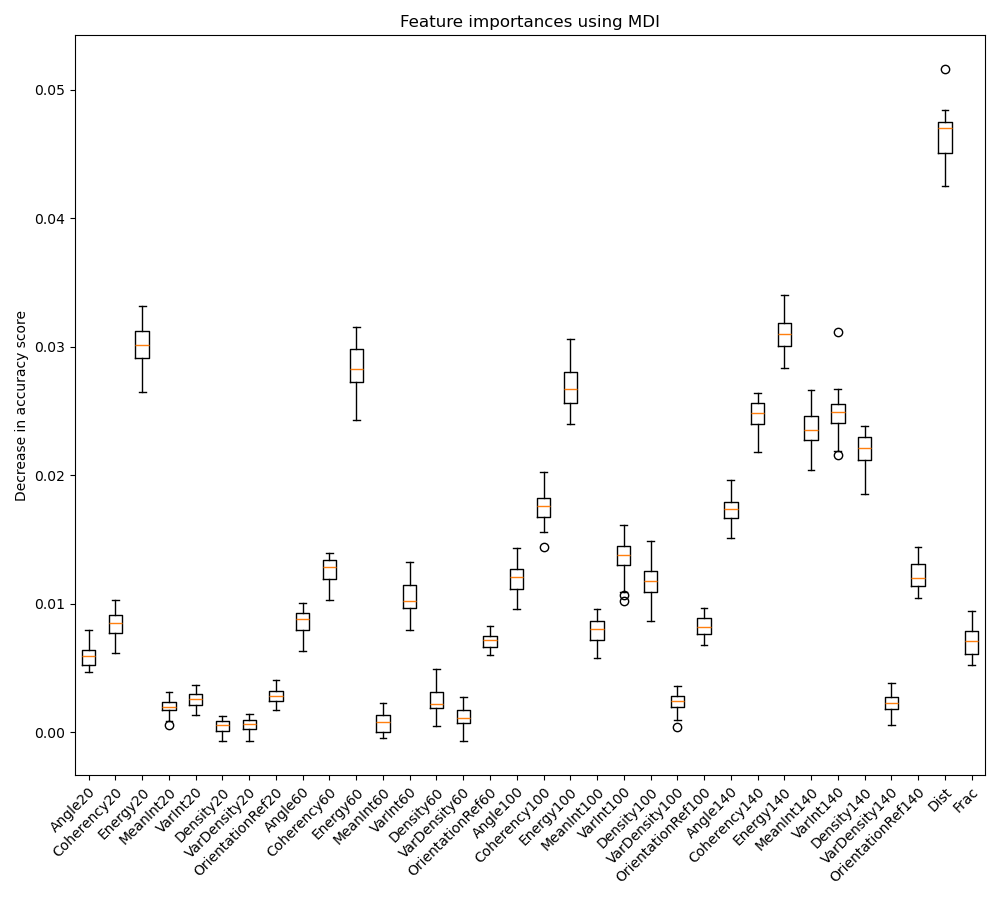 Feature importances using MDI
Decrease in accuracy score
0.05
0.04
0.03
0.02
0.01
0.00
Angle20
Coherency20
Energy20
MeanInt20
VarInt20
Density20
VarDensity20
OrientationRef20
Angle60
Coherency60
Energy60
MeanInt60
VarInt60
Density60
VarDensity60
OrientationRef60
Angle100
Coherency100
Energy100
MeanInt100
VarInt100
Density100
VarDensity100
OrientationRef100
Angle140
Coherency140
Energy140
MeanInt140
VarInt140
Density140
VarDensity140
OrientationRef140
Dist
Frac